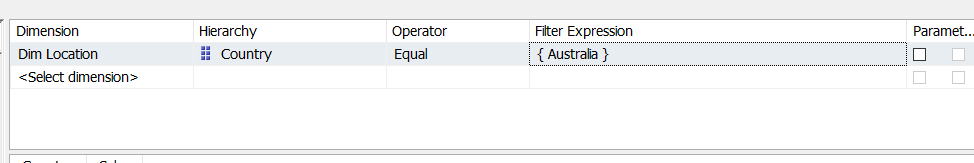 Dimension Hierarchy Operator Filter Expression Paramet...
Dim Location Country Equal { Australia }
<Select dimension>